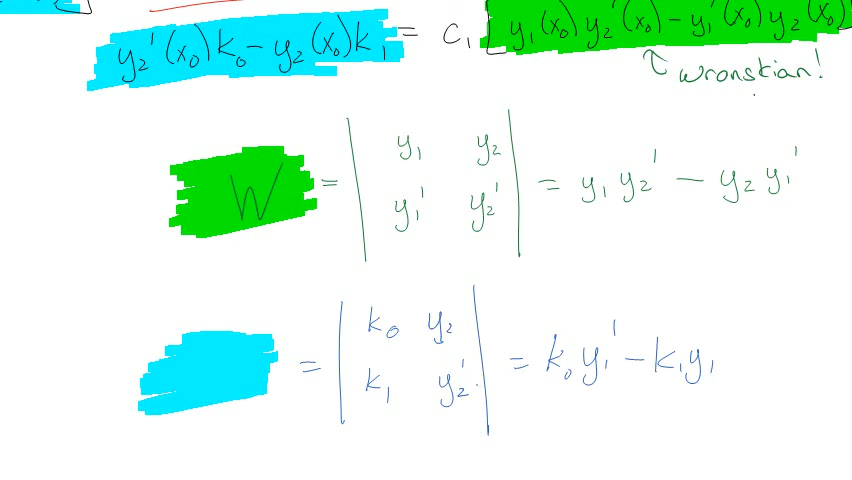 y₂'(x₀)k₀ – y₂(x₀)k₁ = c₁[y₁(x₀)y₂'(x₀) – y₁'(x₀)y₂(x₀)
wronskian!
W = | y₁ y₂ | = y₁y₂' – y₂y₁'
| y₁' y₂' |
= | k₀ y₂ | = k₀y₁' – k₁y₁
| k₁ y₂' |